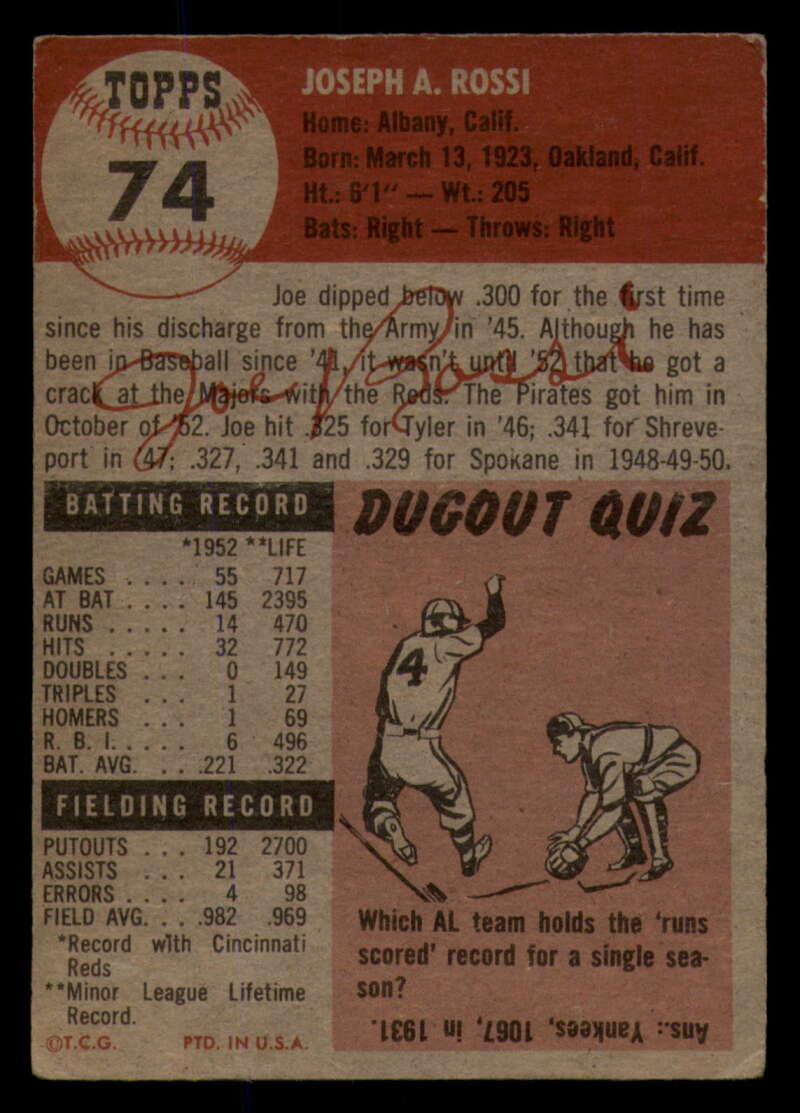 TOPPS
74
JOSEPH A. ROSSI
Home: Albany, Calif.
Born: March 13, 1923, Oakland, Calif.
Ht.: 6'1" — Wt.: 205
Bats: Right — Throws: Right
Joe dipped below .300 for the first time
since his discharge from the Army in '45. Although he has
been in Baseball since '41, it wasn't until '52 that he got a
crack at the Majors with the Reds. The Pirates got him in
October of '52. Joe hit .325 for Tyler in '46; .341 for Shreve-
port in '47; .327, .341 and .329 for Spokane in 1948-49-50.
BATTING RECORD
*1952 **LIFE
GAMES .... 55 717
AT BAT .... 145 2395
RUNS ..... 14 470
HITS ..... 32 772
DOUBLES ... 0 149
TRIPLES ... 1 27
HOMERS ... 1 69
R. B. I. .... 6 496
BAT. AVG. ... .221 .322
FIELDING RECORD
PUTOUTS ... 192 2700
ASSISTS ... 21 371
ERRORS .... 4 98
FIELD AVG. ... .982 .969
*Record with Cincinnati
Reds
**Minor League Lifetime
Record.
©T.C.G. PTD. IN U.S.A.
DUGOUT QUIZ
4
Which AL team holds the 'runs
scored' record for a single sea-
son?
Ans: Yankees, 1067, in 1931.